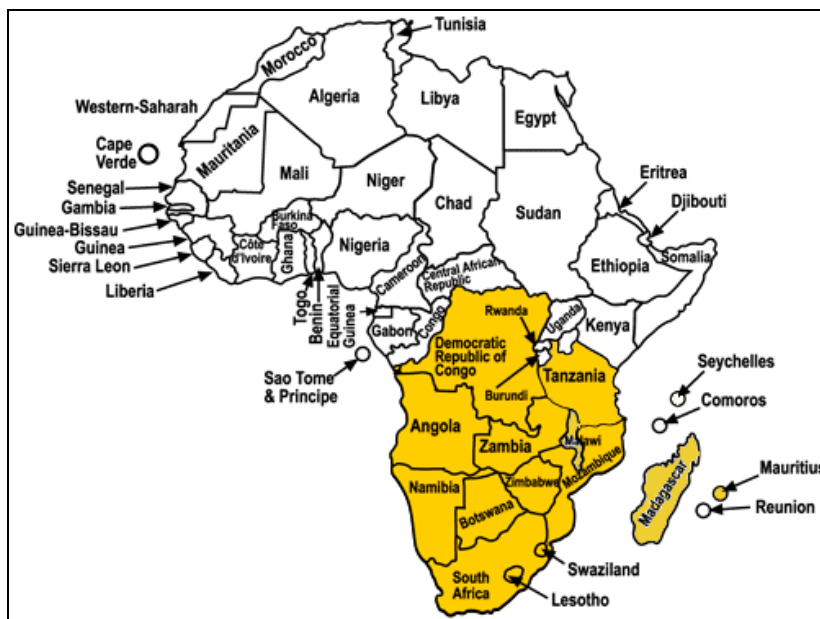 Tunisia
Morocco
Algeria
Libya
Egypt
Western-Saharah
Cape
Verde
Mauritania
Mali
Niger
Chad
Sudan
Eritrea
Djibouti
Senegal
Gambia
Guinea-Bissau
Guinea
Sierra Leon
Liberia
Burkina
Faso
Côte
d'Ivoire
Ghana
Togo
Benin
Nigeria
Cameroon
Central African
Republic
Ethiopia
Somalia
Equatorial
Guinea
Gabon
Congo
Sao Tome
& Principe
Democratic
Republic of
Congo
Rwanda
Uganda
Kenya
Burundi
Tanzania
Seychelles
Comoros
Angola
Zambia
Malawi
Mozambique
Zimbabwe
Namibia
Botswana
Madagascar
Mauritius
Reunion
South
Africa
Swaziland
Lesotho